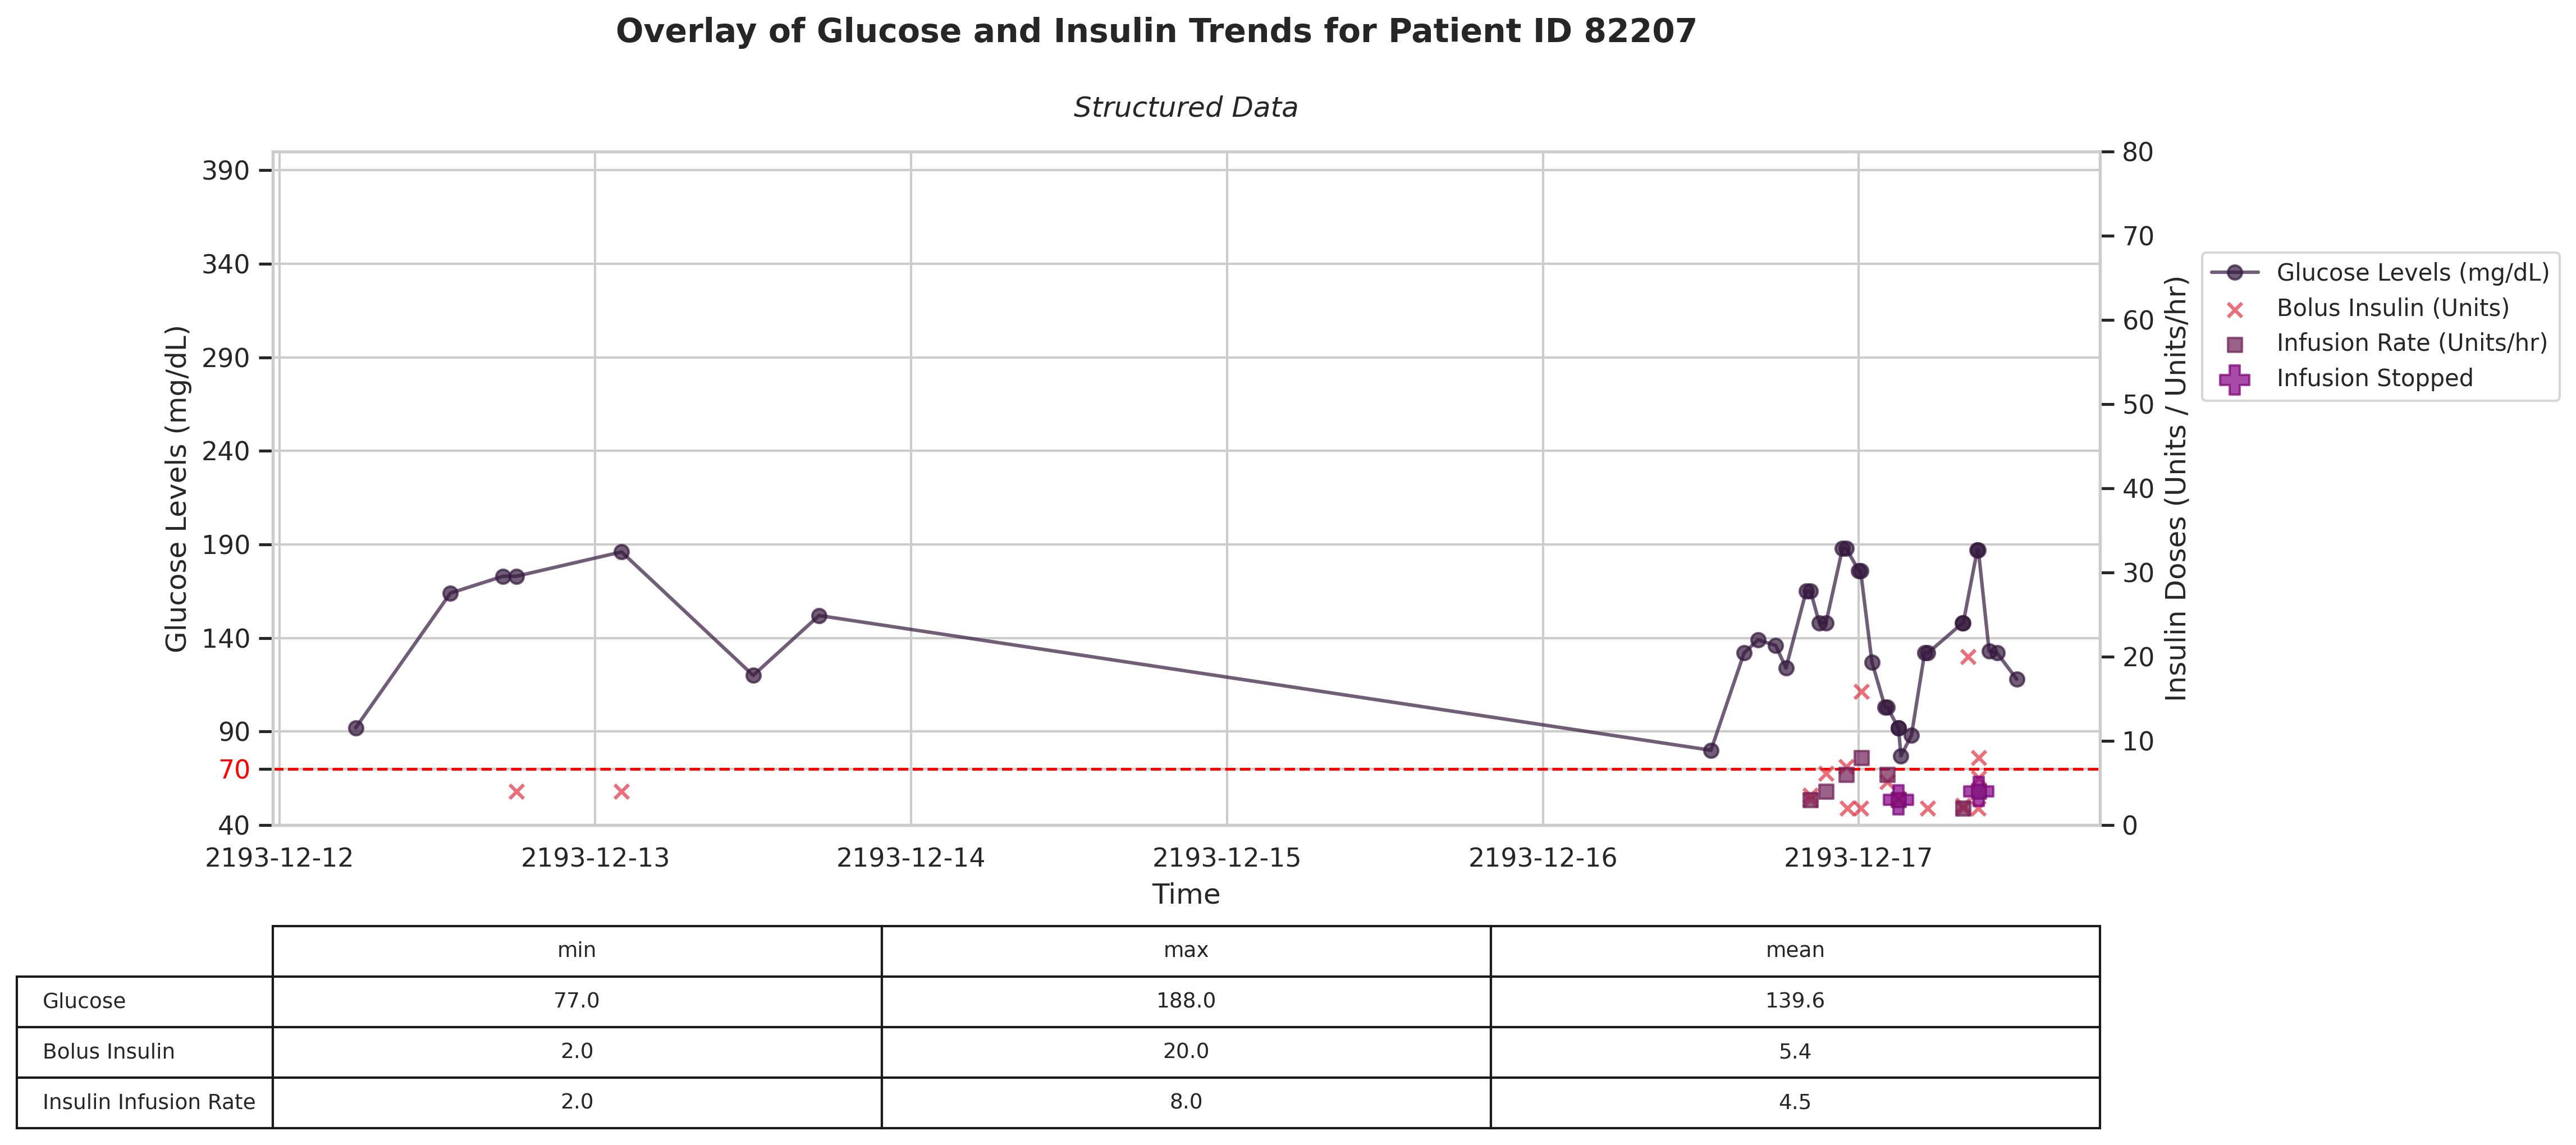 Overlay of Glucose and Insulin Trends for Patient ID 82207
Structured Data
Glucose Levels (mg/dL)
390
340
290
240
190
140
90
70
40
80
70
60
50
40
30
20
10
0
Insulin Doses (Units / Units/hr)
Glucose Levels (mg/dL)
Bolus Insulin (Units)
Infusion Rate (Units/hr)
Infusion Stopped
2193-12-12 2193-12-13 2193-12-14 2193-12-15 2193-12-16 2193-12-17
Time
min max mean
Glucose 77.0 188.0 139.6
Bolus Insulin 2.0 20.0 5.4
Insulin Infusion Rate 2.0 8.0 4.5